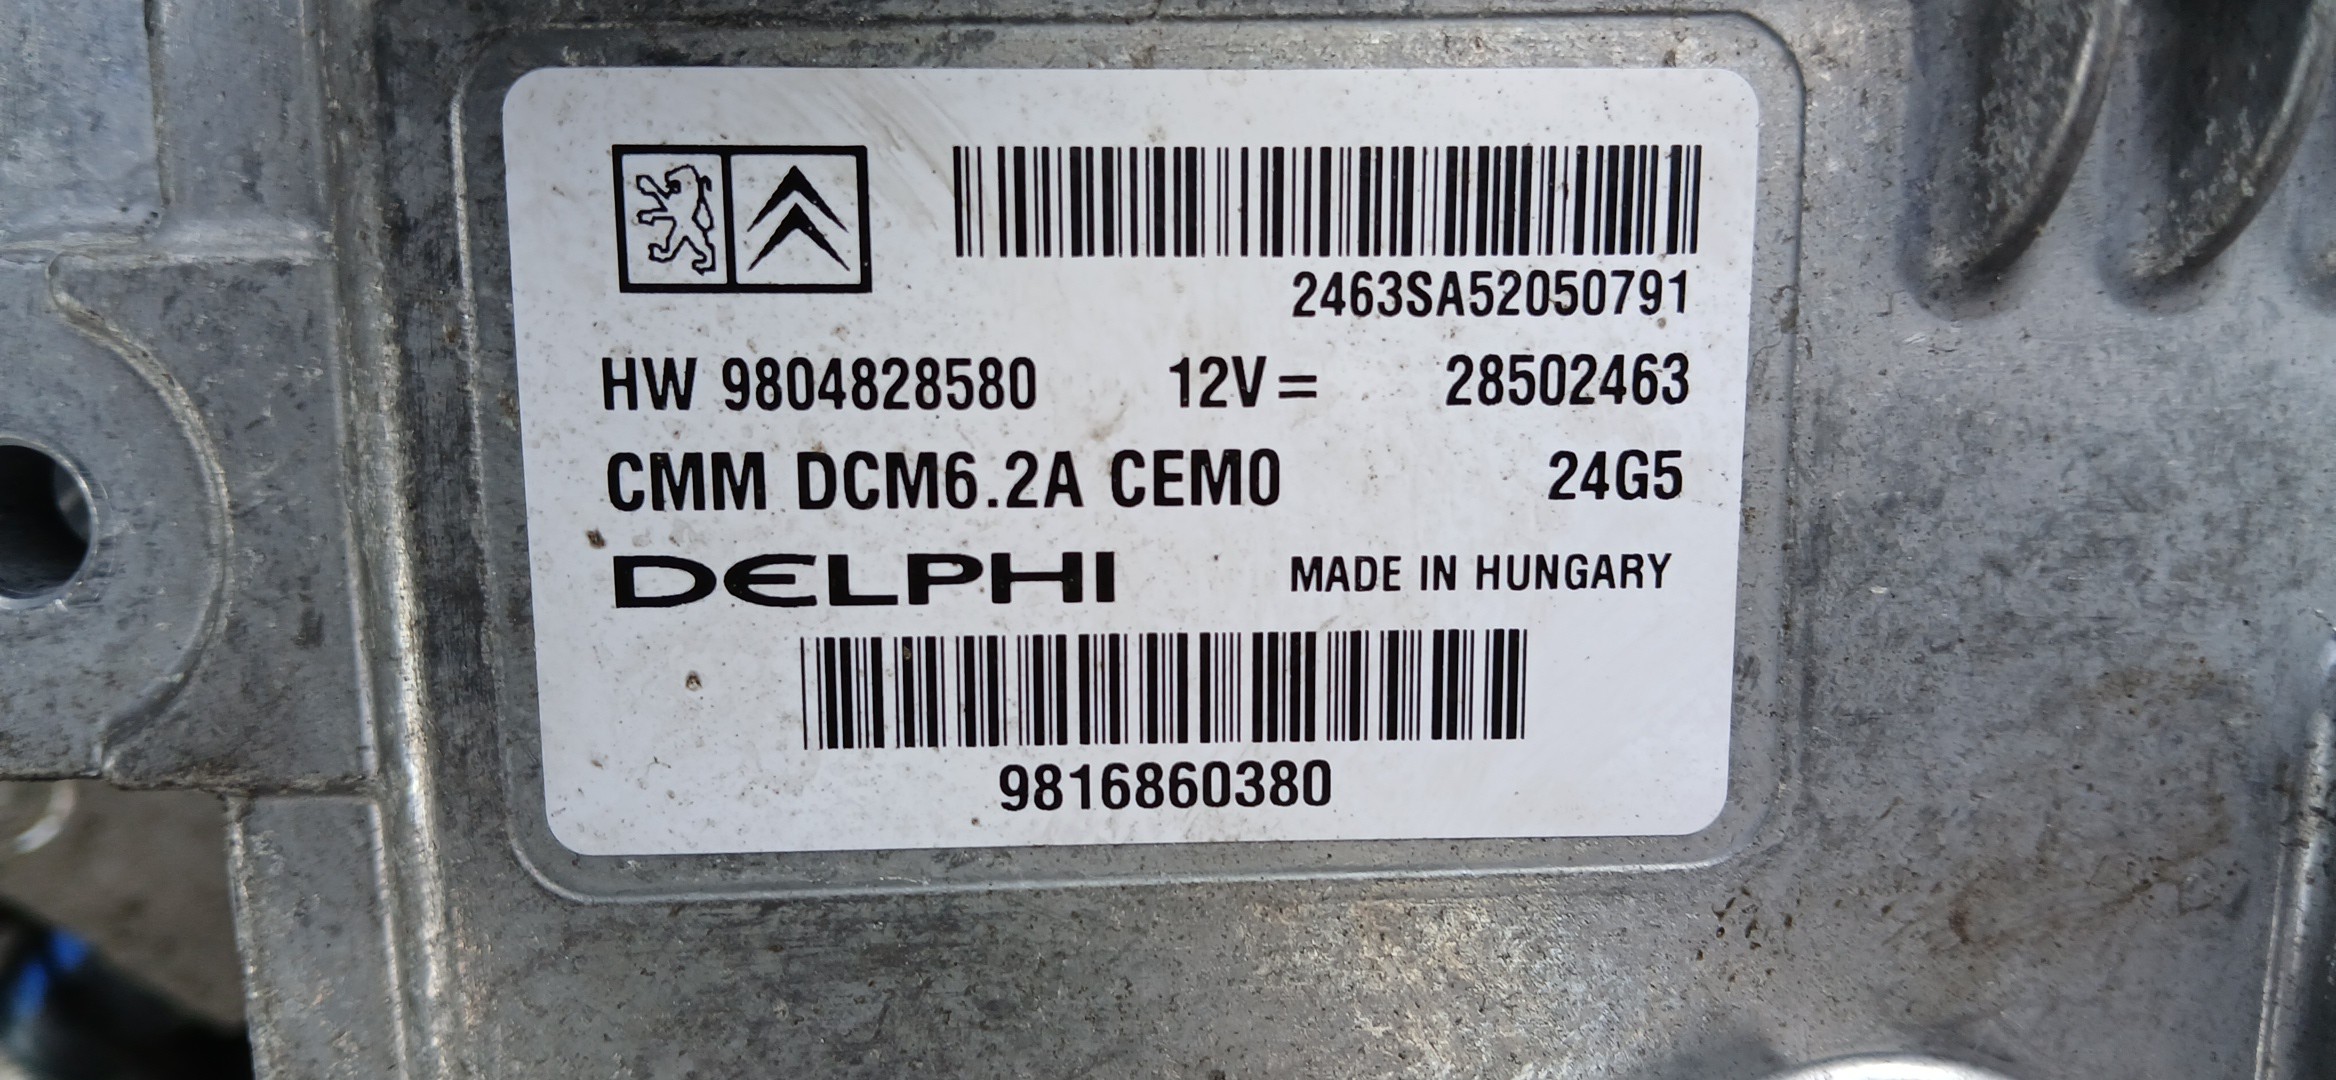 2463SA52050791
HW 9804828580 12V= 28502463
CMM DCM6.2A CEM0 24G5
DELPHI MADE IN HUNGARY
9816860380